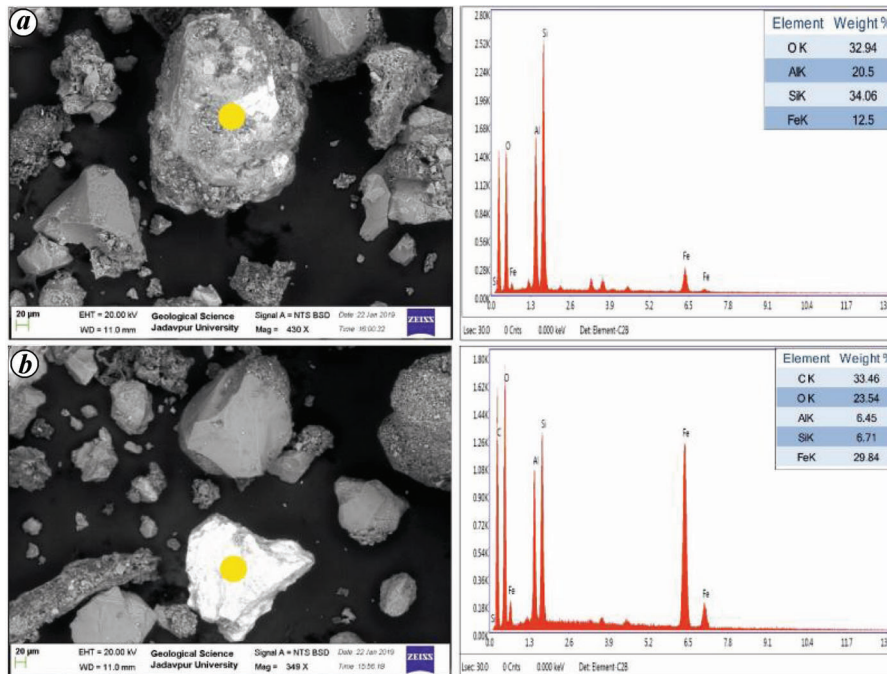 a
20 µm
EHT = 20.00 kV
WD = 11.0 mm
Geological Science
Jadavpur University
Signal A = NTS BSD
Mag = 430 X
Date 22 Jan 2019
Time 16:00:32
ZEISS
2.80K
2.52K
2.24K
1.96K
1.68K
1.40K
1.12K
0.84K
0.56K
0.28K
0.00K
Si
Al
O
Fe
Fe
Fe
0.0
1.3
2.6
3.9
5.2
6.5
7.8
9.1
10.4
11.7
Lsec: 30.0
0 Cnts
0.000 keV
Det: Element-C2B
Element Weight %
O K 32.94
AlK 20.5
SiK 34.06
FeK 12.5
b
20 µm
EHT = 20.00 kV
WD = 11.0 mm
Geological Science
Jadavpur University
Signal A = NTS BSD
Mag = 349 X
Date 22 Jan 2019
ZEISS
1.80K
1.62K
1.44K
1.26K
1.08K
0.90K
0.72K
0.54K
0.36K
0.18K
0.00K
O
C
Si
Al
Fe
Fe
Fe
Si
0.0
1.3
2.6
3.9
5.2
6.5
7.8
9.1
10.4
11.7
Lsec: 30.0
0 Cnts
0.000 keV
Det: Element-C2B
Element Weight %
C K 33.46
O K 23.54
AlK 6.45
SiK 6.71
FeK 29.84